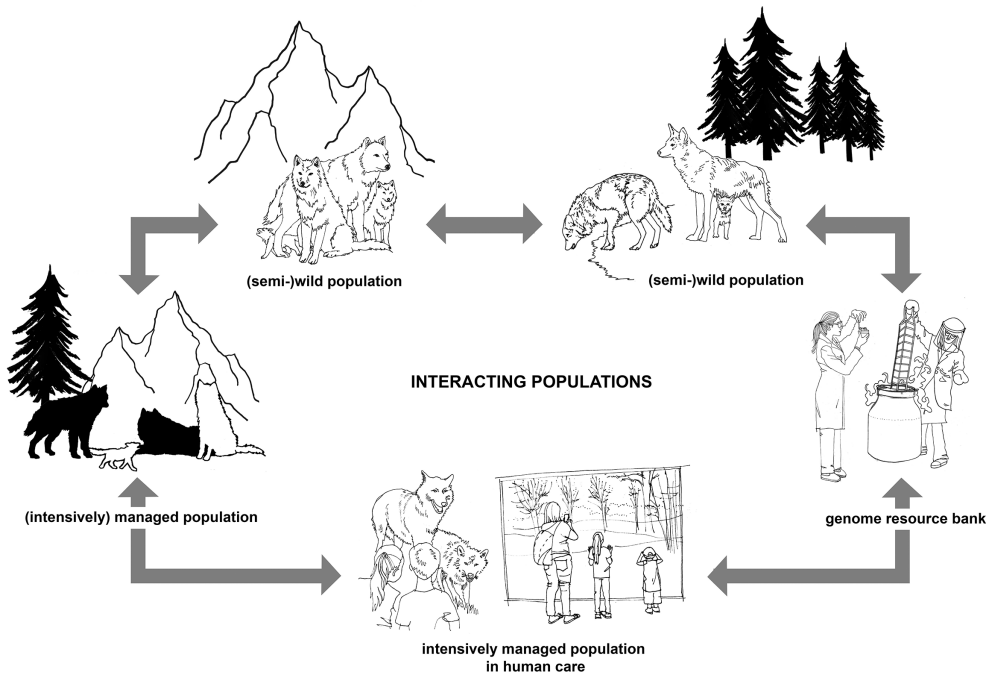 (semi-)wild population
(semi-)wild population
INTERACTING POPULATIONS
(intensively) managed population
genome resource bank
intensively managed population
in human care